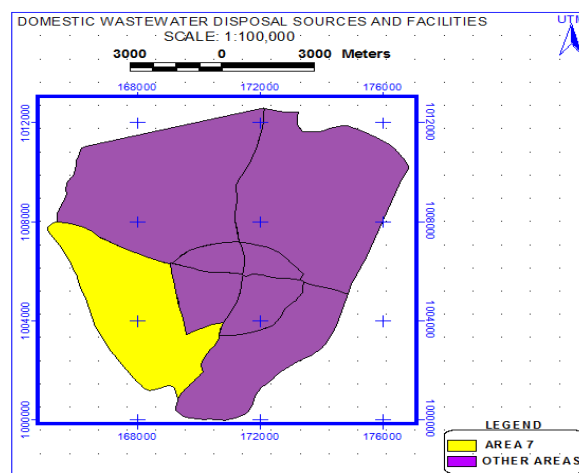 DOMESTIC WASTEWATER DISPOSAL SOURCES AND FACILITIES
UTM
SCALE: 1:100,000
3000 0 3000 Meters
168000 172000 176000
1012000 1012000
1008000 1008000
1004000 1004000
1000000 1000000
168000 172000 176000
LEGEND
AREA 7
OTHER AREAS